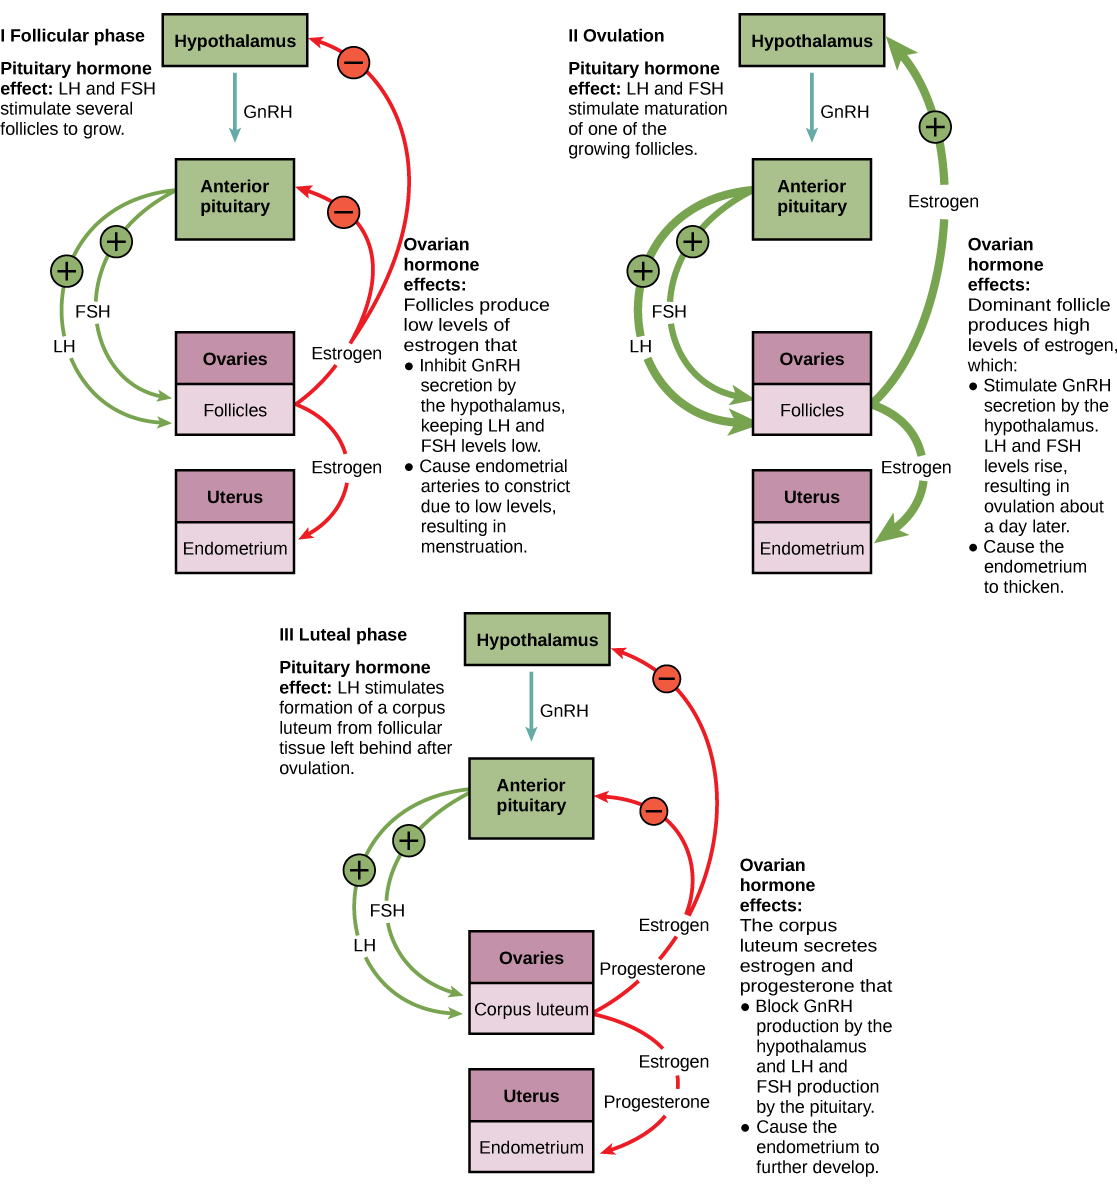 I Follicular phase
Pituitary hormone
effect: LH and FSH
stimulate several
follicles to grow.
Hypothalamus
−
GnRH
Anterior
pituitary
−
+
+
FSH
LH
Ovaries
Follicles
Estrogen
Estrogen
Uterus
Endometrium
Ovarian
hormone
effects:
Follicles produce
low levels of
estrogen that
● Inhibit GnRH
secretion by
the hypothalamus,
keeping LH and
FSH levels low.
● Cause endometrial
arteries to constrict
due to low levels,
resulting in
menstruation.
II Ovulation
Pituitary hormone
effect: LH and FSH
stimulate maturation
of one of the
growing follicles.
Hypothalamus
+
GnRH
Anterior
pituitary
Estrogen
+
+
FSH
LH
Ovaries
Follicles
Estrogen
Uterus
Endometrium
Ovarian
hormone
effects:
Dominant follicle
produces high
levels of estrogen,
which:
● Stimulate GnRH
secretion by the
hypothalamus.
LH and FSH
levels rise,
resulting in
ovulation about
a day later.
● Cause the
endometrium
to thicken.
III Luteal phase
Pituitary hormone
effect: LH stimulates
formation of a corpus
luteum from follicular
tissue left behind after
ovulation.
Hypothalamus
−
GnRH
Anterior
pituitary
−
+
+
FSH
LH
Ovaries
Corpus luteum
Estrogen
Progesterone
Estrogen
Progesterone
Uterus
Endometrium
Ovarian
hormone
effects:
The corpus
luteum secretes
estrogen and
progesterone that
● Block GnRH
production by the
hypothalamus
and LH and
FSH production
by the pituitary.
● Cause the
endometrium to
further develop.